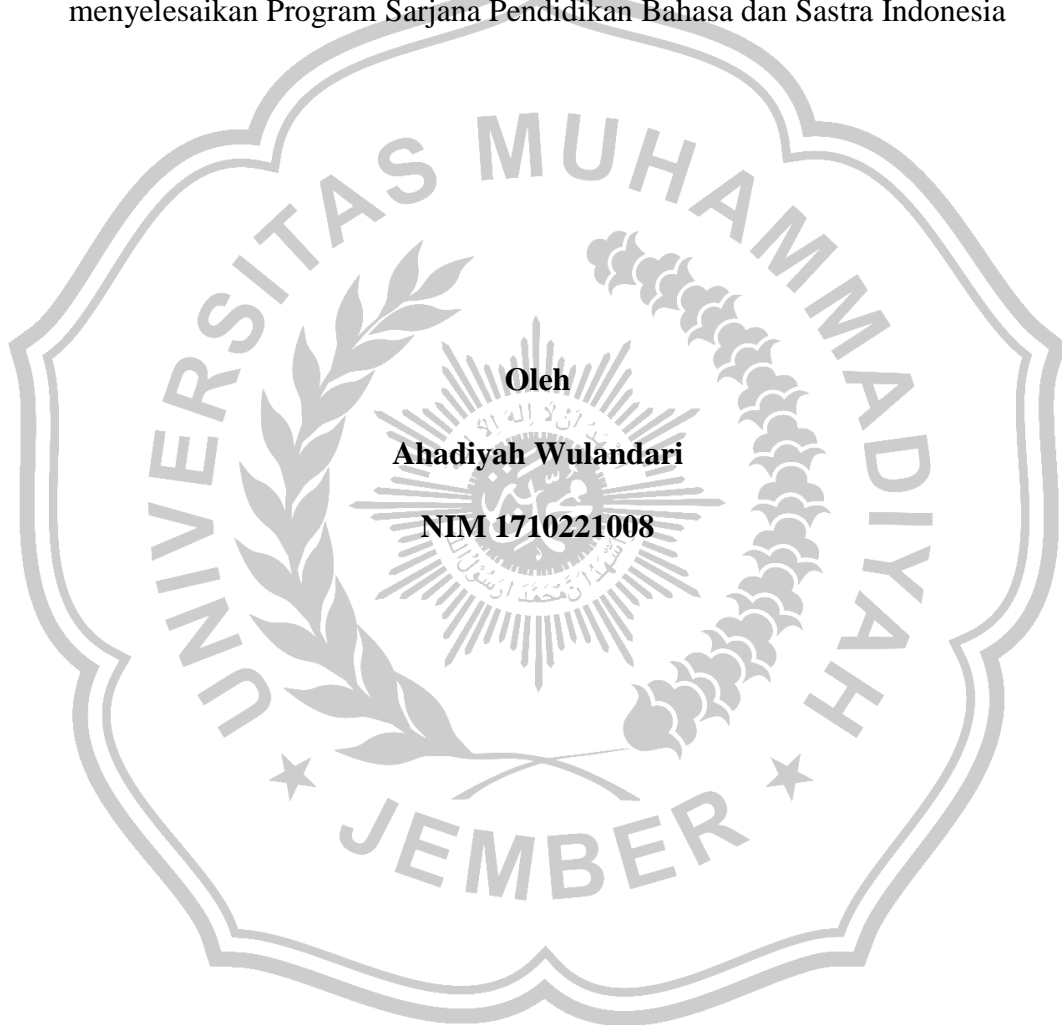 menyelesaikan Program Sarjana Pendidikan Bahasa dan Sastra Indonesia
UNIVERSITAS MUHAMMADIYAH
Oleh
Ahadiyah Wulandari
NIM 1710221008
JEMBER